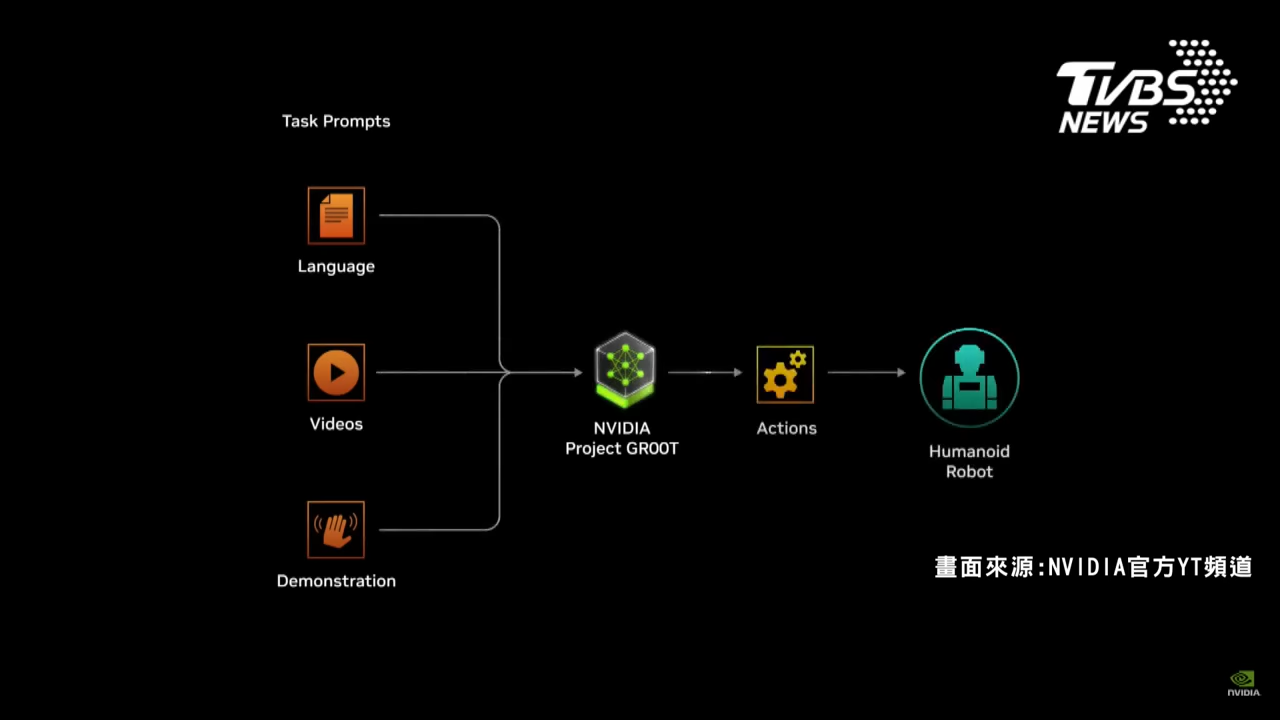 TVBS
NEWS
Task Prompts
Language
Videos
Demonstration
NVIDIA
Project GR00T
Actions
Humanoid
Robot
畫面來源:NVIDIA官方YT頻道
NVIDIA